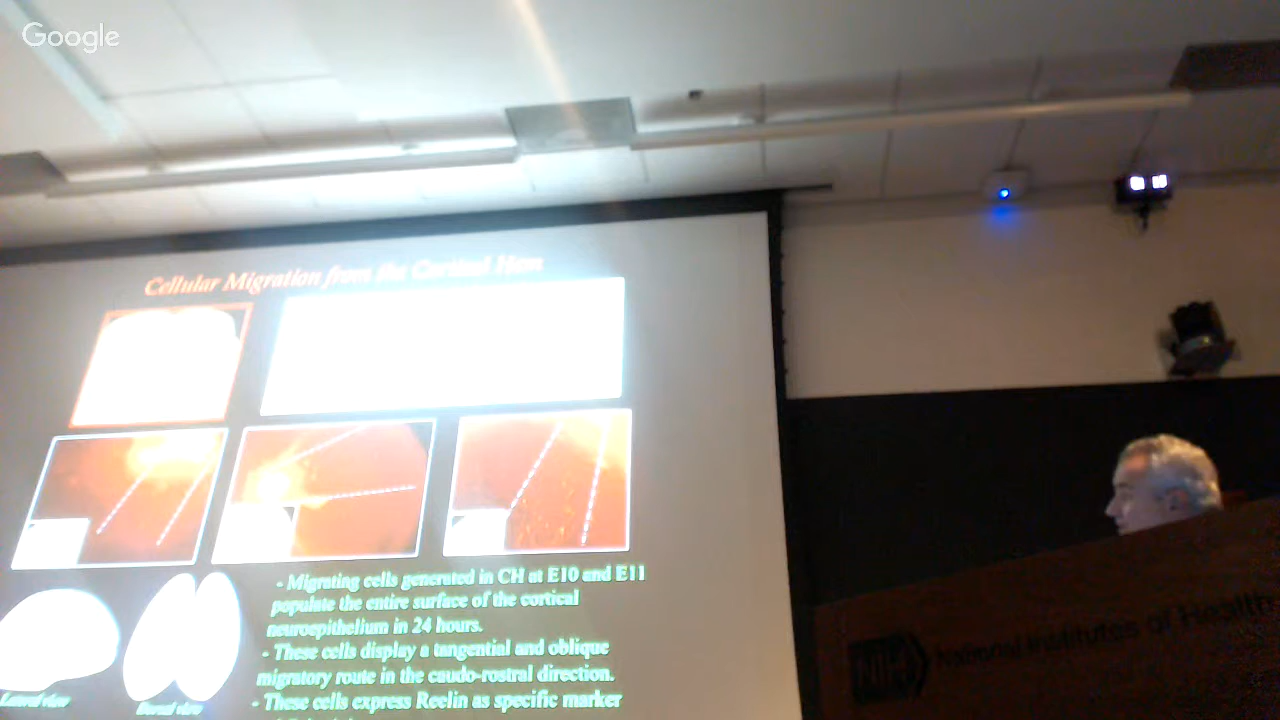 Google
Cellular Migration from the Cortical Hem
- Migrating cells generated in CH at E10 and E11
populate the entire surface of the cortical
neuroepithelium in 24 hours.
- These cells display a tangential and oblique
migratory route in the caudo-rostral direction.
- These cells express Reelin as specific marker
Lateral view
Dorsal view
NIH
National Institutes of Health